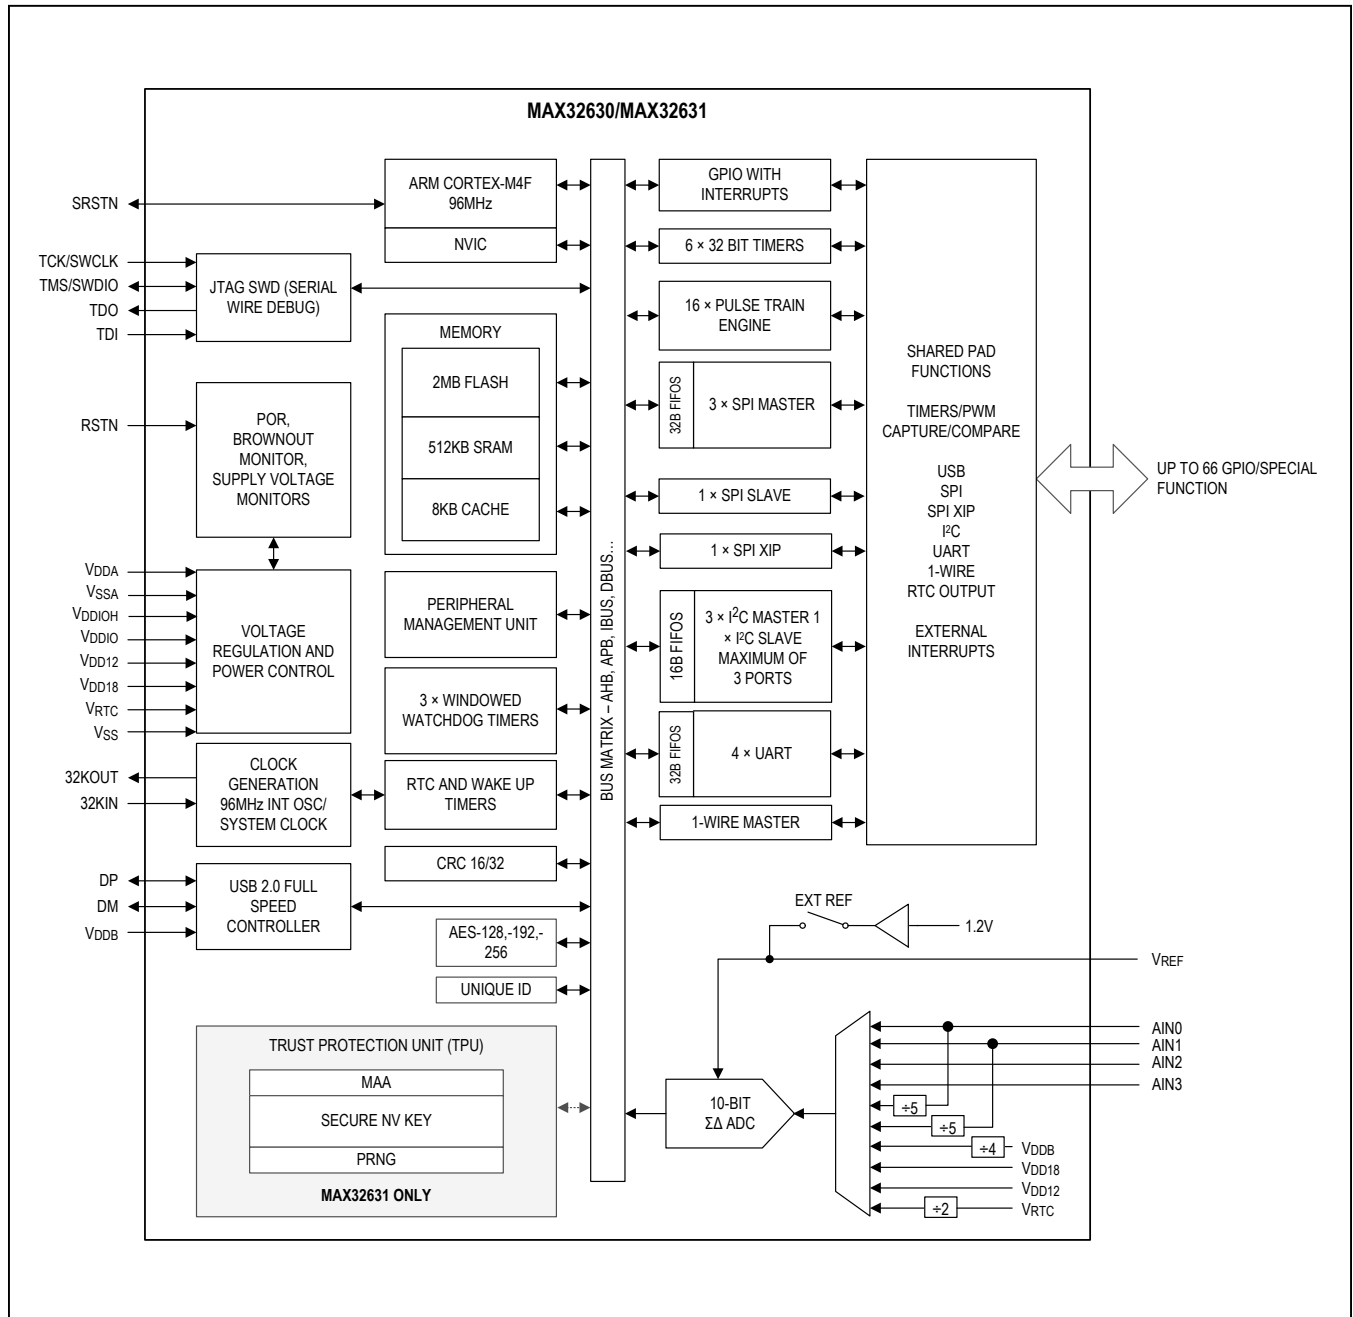 MAX32630/MAX32631
SRSTN
TCK/SWCLK
TMS/SWDIO
TDO
TDI
RSTN
VDDA
VSSA
VDDIOH
VDDIO
VDD12
VDD18
VRTC
VSS
32KOUT
32KIN
DP
DM
VDDB
JTAG SWD (SERIAL
WIRE DEBUG)
POR,
BROWNOUT
MONITOR,
SUPPLY VOLTAGE
MONITORS
VOLTAGE
REGULATION AND
POWER CONTROL
CLOCK
GENERATION
96MHz INT OSC/
SYSTEM CLOCK
USB 2.0 FULL
SPEED
CONTROLLER
ARM CORTEX-M4F
96MHz
NVIC
MEMORY
2MB FLASH
512KB SRAM
8KB CACHE
PERIPHERAL
MANAGEMENT UNIT
3 × WINDOWED
WATCHDOG TIMERS
RTC AND WAKE UP
TIMERS
CRC 16/32
AES-128,-192,-
256
UNIQUE ID
TRUST PROTECTION UNIT (TPU)
MAA
SECURE NV KEY
PRNG
MAX32631 ONLY
BUS MATRIX – AHB, APB, IBUS, DBUS...
GPIO WITH
INTERRUPTS
6 × 32 BIT TIMERS
16 × PULSE TRAIN
ENGINE
32B FIFOS
3 × SPI MASTER
1 × SPI SLAVE
1 × SPI XIP
16B FIFOS
3 × I²C MASTER 1
× I²C SLAVE
MAXIMUM OF
3 PORTS
32B FIFOS
4 × UART
1-WIRE MASTER
SHARED PAD
FUNCTIONS
TIMERS/PWM
CAPTURE/COMPARE
USB
SPI
SPI XIP
I²C
UART
1-WIRE
RTC OUTPUT
EXTERNAL
INTERRUPTS
UP TO 66 GPIO/SPECIAL
FUNCTION
EXT REF
1.2V
VREF
AIN0
AIN1
AIN2
AIN3
÷5
÷5
÷4
VDDB
VDD18
VDD12
÷2
VRTC
10-BIT
ΣΔ ADC